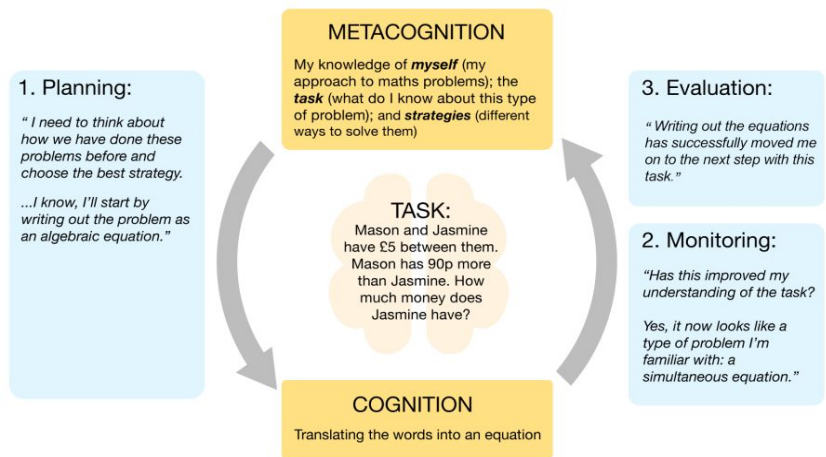 METACOGNITION
My knowledge of myself (my
approach to maths problems); the
task (what do I know about this type
of problem); and strategies (different
ways to solve them)
1. Planning:
“ I need to think about
how we have done these
problems before and
choose the best strategy.
...I know, I’ll start by
writing out the problem as
an algebraic equation.”
TASK:
Mason and Jasmine
have £5 between them.
Mason has 90p more
than Jasmine. How
much money does
Jasmine have?
COGNITION
Translating the words into an equation
2. Monitoring:
“Has this improved my
understanding of the task?
Yes, it now looks like a
type of problem I’m
familiar with: a
simultaneous equation.”
3. Evaluation:
“ Writing out the equations
has successfully moved me
on to the next step with this
task.”